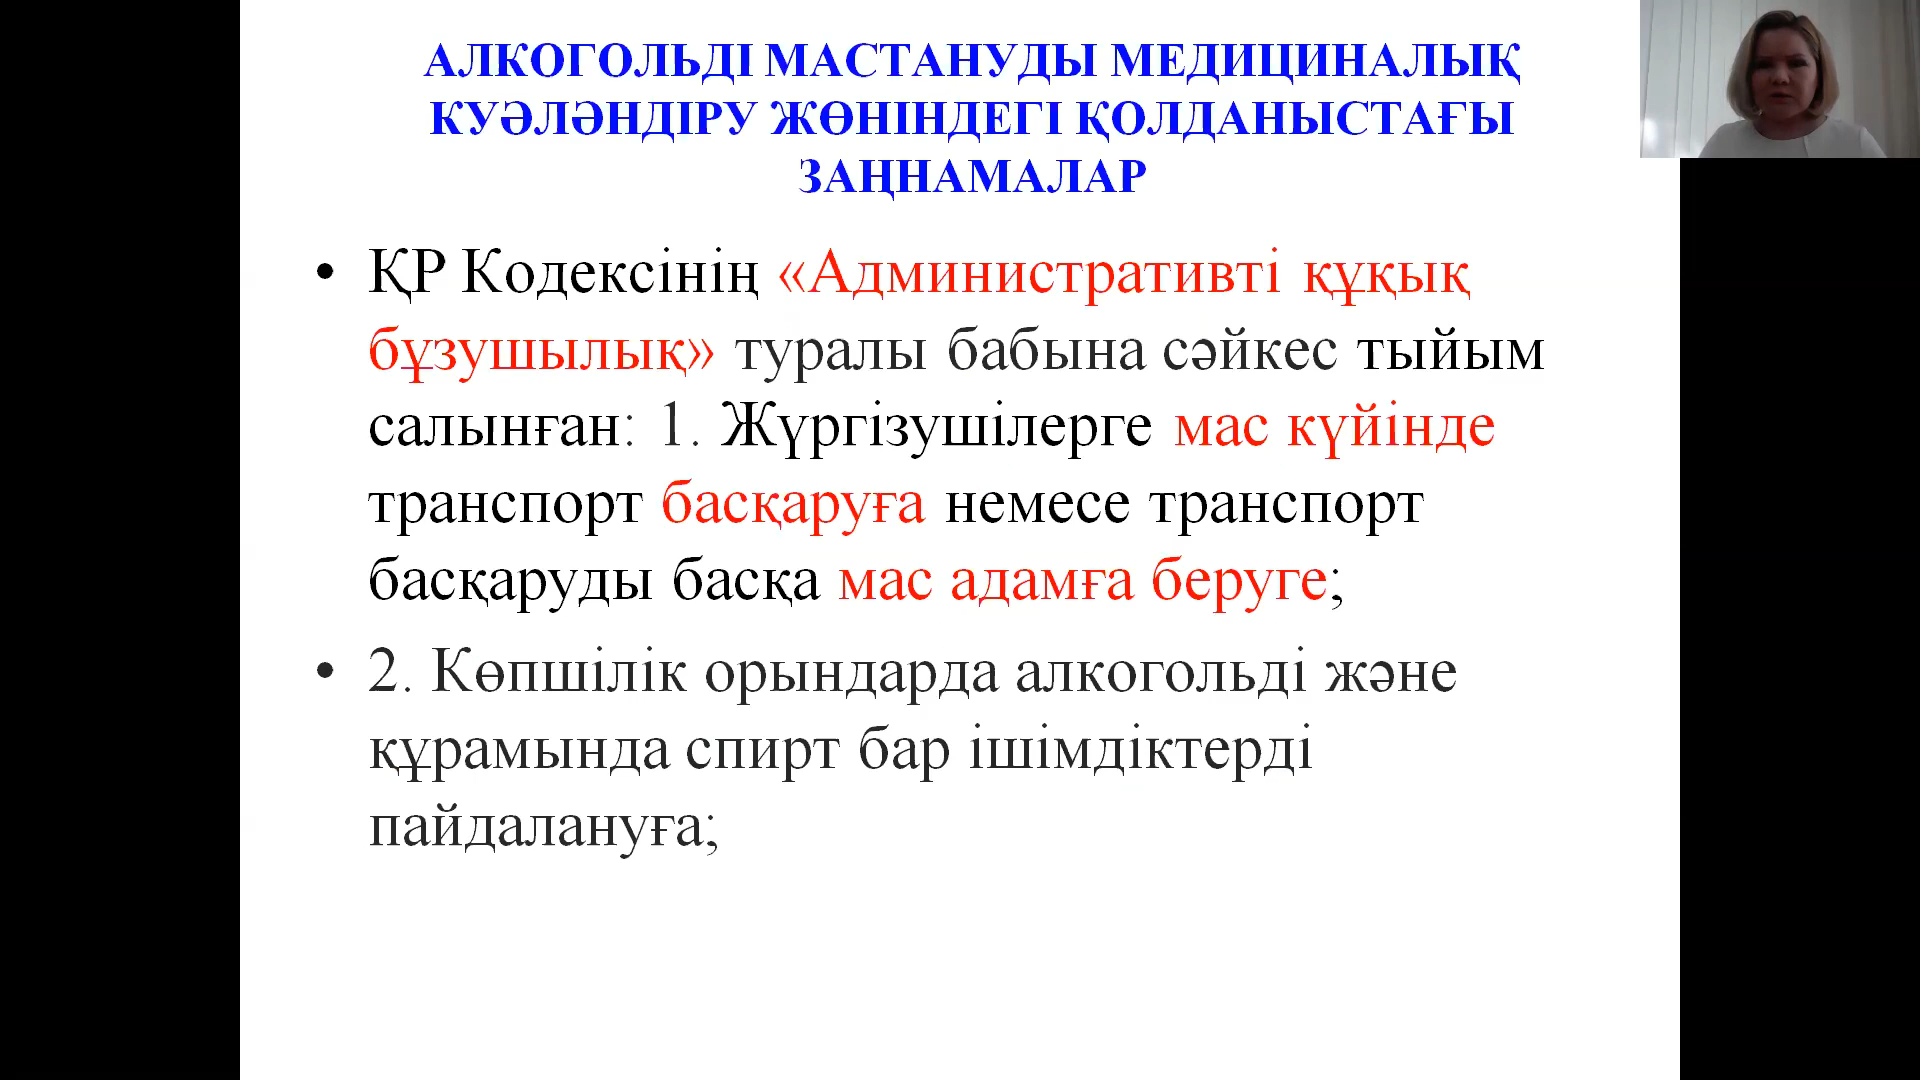 АЛКОГОЛЬДІ МАСТАНУДЫ МЕДИЦИНАЛЫҚ
КУӘЛӘНДІРУ ЖӨНІНДЕГІ ҚОЛДАНЫСТАҒЫ
ЗАҢНАМАЛАР
• ҚР Кодексінің «Административті құқық
бұзушылық» туралы бабына сәйкес тыйым
салынған: 1. Жүргізушілерге мас күйінде
транспорт басқаруға немесе транспорт
басқаруды басқа мас адамға беруге;
• 2. Көпшілік орындарда алкогольді және
құрамында спирт бар ішімдіктерді
пайдалануға;